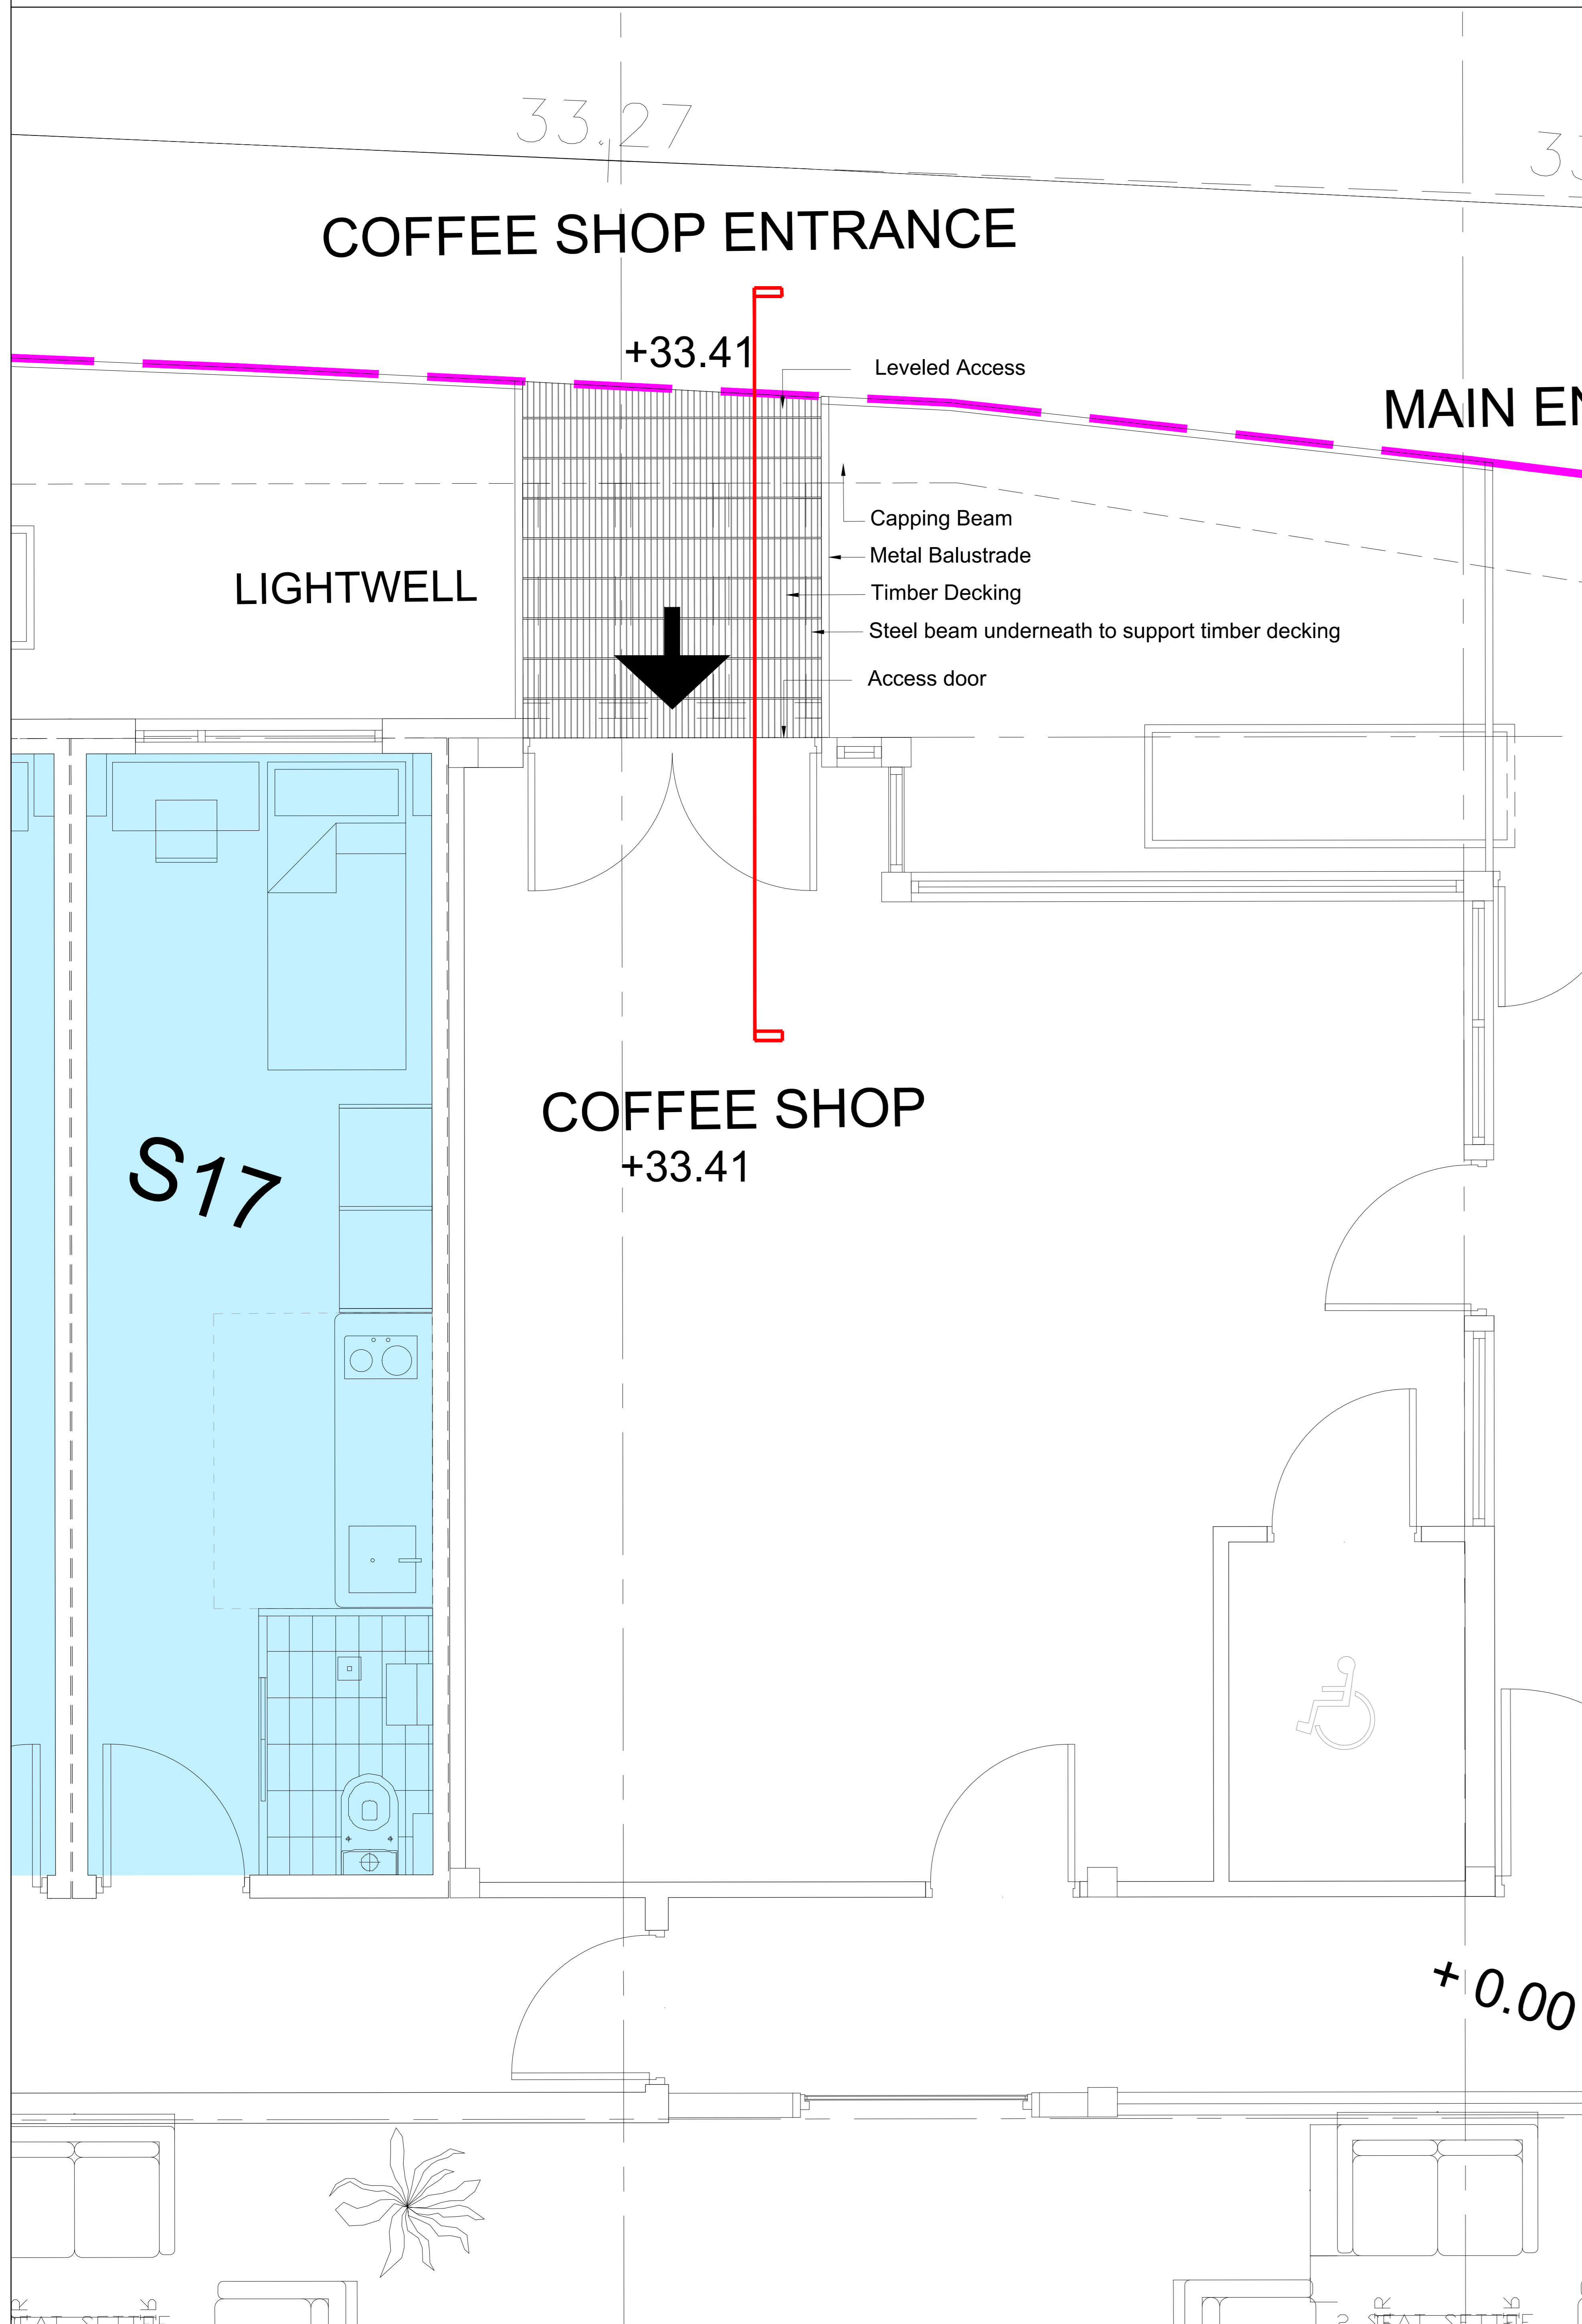 33.27
COFFEE SHOP ENTRANCE
+33.41
Leveled Access
MAIN EN
Capping Beam
Metal Balustrade
Timber Decking
Steel beam underneath to support timber decking
Access door
LIGHTWELL
COFFEE SHOP
+33.41
S17
+ 0.00